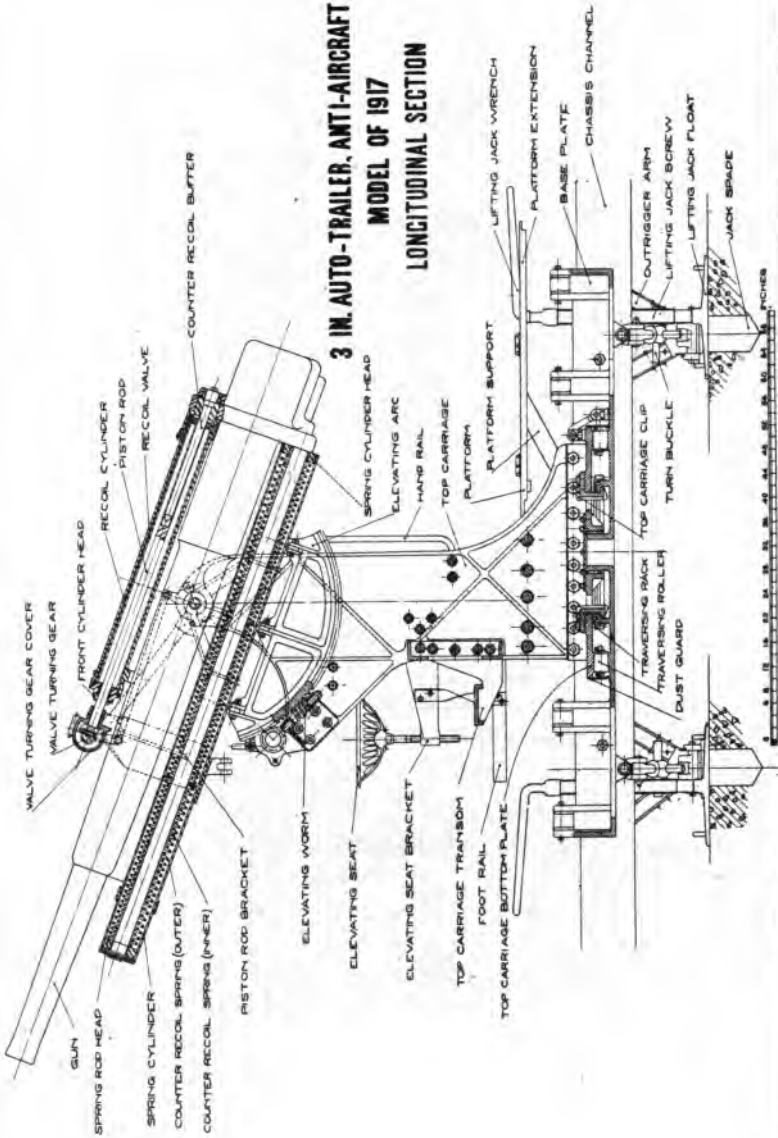 3 IN. AUTO-TRAILER, ANTI-AIRCRAFT
MODEL OF 1917
LONGITUDINAL SECTION
VALVE TURNING GEAR COVER
VALVE TURNING GEAR
FRONT CYLINDER HEAD
RECOIL CYLINDER
PISTON ROD
RECOIL VALVE
COUNTER RECOIL BUFFER
GUN
SPRING ROD HEAD
SPRING CYLINDER
COUNTER RECOIL SPRING (OUTER)
COUNTER RECOIL SPRING (INNER)
PISTON ROD BRACKET
ELEVATING WORM
ELEVATING SEAT
ELEVATING SEAT BRACKET
TOP CARRIAGE TRANSOM
FOOT RAIL
TOP CARRIAGE BOTTOM PLATE
SPRING CYLINDER HEAD
ELEVATING ARC
HAND RAIL
TOP CARRIAGE
PLATFORM
PLATFORM SUPPORT
LIFTING JACK WRENCH
PLATFORM EXTENSION
BASE PLATE
CHASSIS CHANNEL
TRAVERSING RACK
TRAVERSING ROLLER
DUST GUARD
TOP CARRIAGE CLIP
TURN BUCKLE
OUTRIGGER ARM
LIFTING JACK SCREW
LIFTING JACK FLOAT
JACK SPADE
INCHES